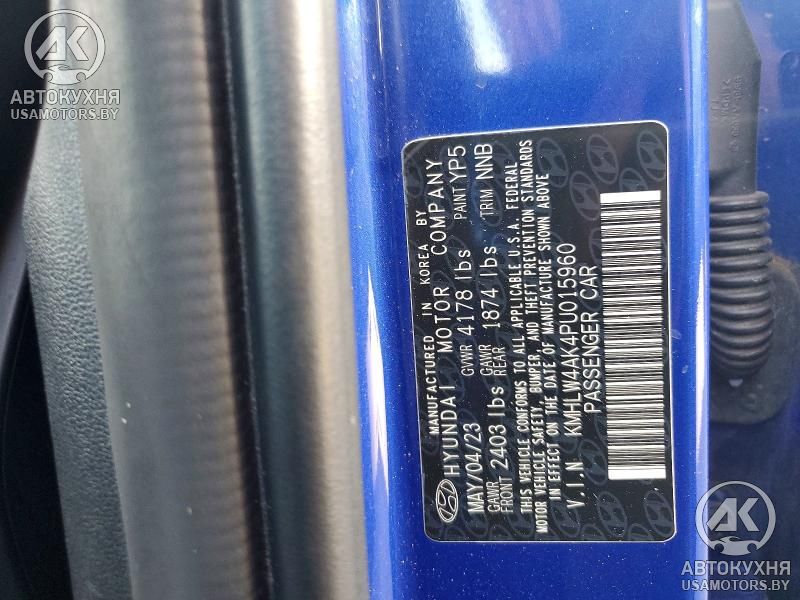 АВТОКУХНЯ
USAMOTORS.BY
MANUFACTURED IN KOREA BY
HYUNDAI MOTOR COMPANY
MAY/04/23 GVWR 4178 lbs PAINT YP5
GAWR FRONT 2403 lbs GAWR REAR 1874 lbs TRIM NNB
THIS VEHICLE CONFORMS TO ALL APPLICABLE U.S.A. FEDERAL
MOTOR VEHICLE SAFETY, BUMPER, AND THEFT PREVENTION STANDARDS
IN EFFECT ON THE DATE OF MANUFACTURE SHOWN ABOVE
V.I.N KMHLW4AK4PU015960
PASSENGER CAR
АВТОКУХНЯ
USAMOTORS.BY